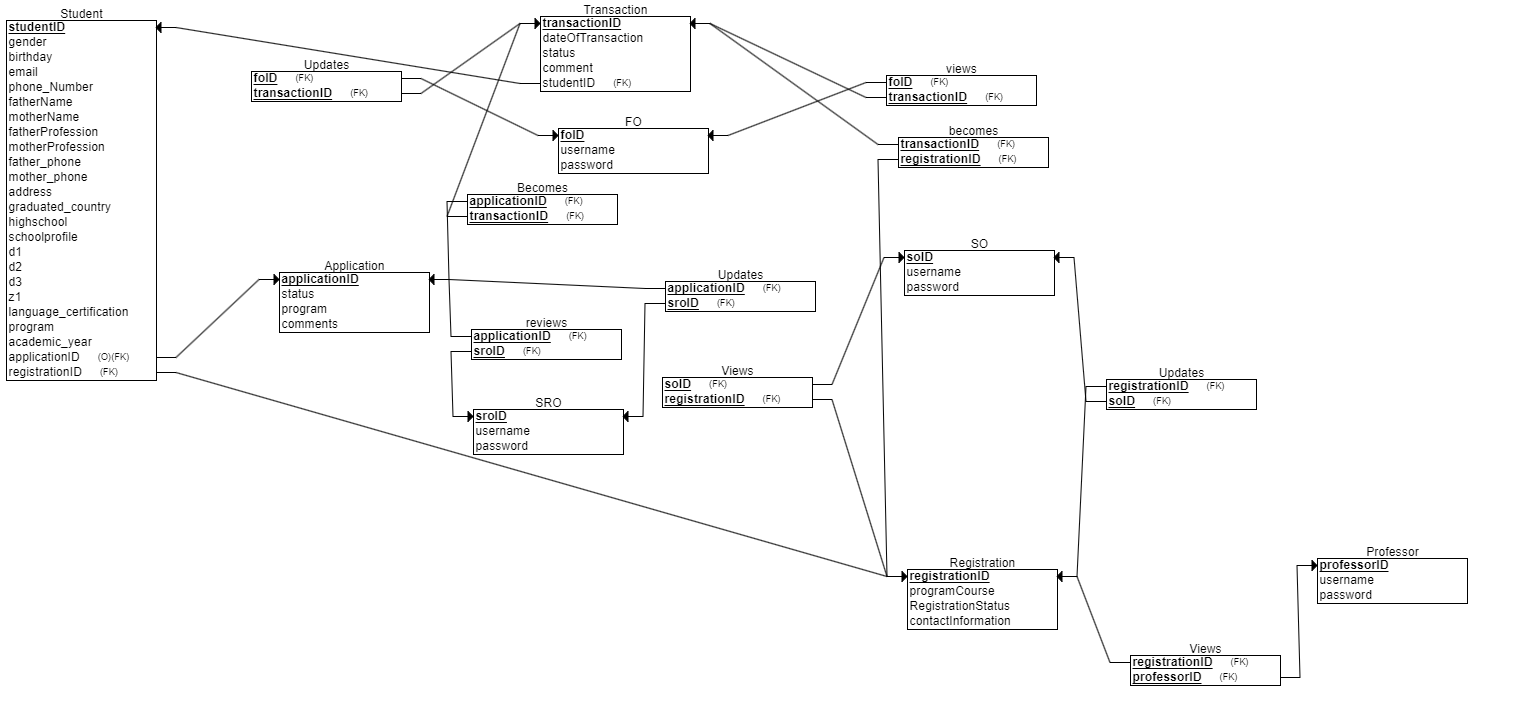 Student
studentID
gender
birthday
email
phone_Number
fatherName
motherName
fatherProfession
motherProfession
father_phone
mother_phone
address
graduated_country
highschool
schoolprofile
d1
d2
d3
z1
language_certification
program
academic_year
applicationID (O)(FK)
registrationID (FK)
Updates
foID (FK)
transactionID (FK)
Transaction
transactionID
dateOfTransaction
status
comment
studentID (FK)
views
foID (FK)
transactionID (FK)
FO
foID
username
password
becomes
transactionID (FK)
registrationID (FK)
Becomes
applicationID (FK)
transactionID (FK)
Application
applicationID
status
program
comments
Updates
applicationID (FK)
sroID (FK)
SO
soID
username
password
reviews
applicationID (FK)
sroID (FK)
Views
soID (FK)
registrationID (FK)
Updates
registrationID (FK)
soID (FK)
SRO
sroID
username
password
Registration
registrationID
programCourse
RegistrationStatus
contactInformation
Professor
professorID
username
password
Views
registrationID (FK)
professorID (FK)